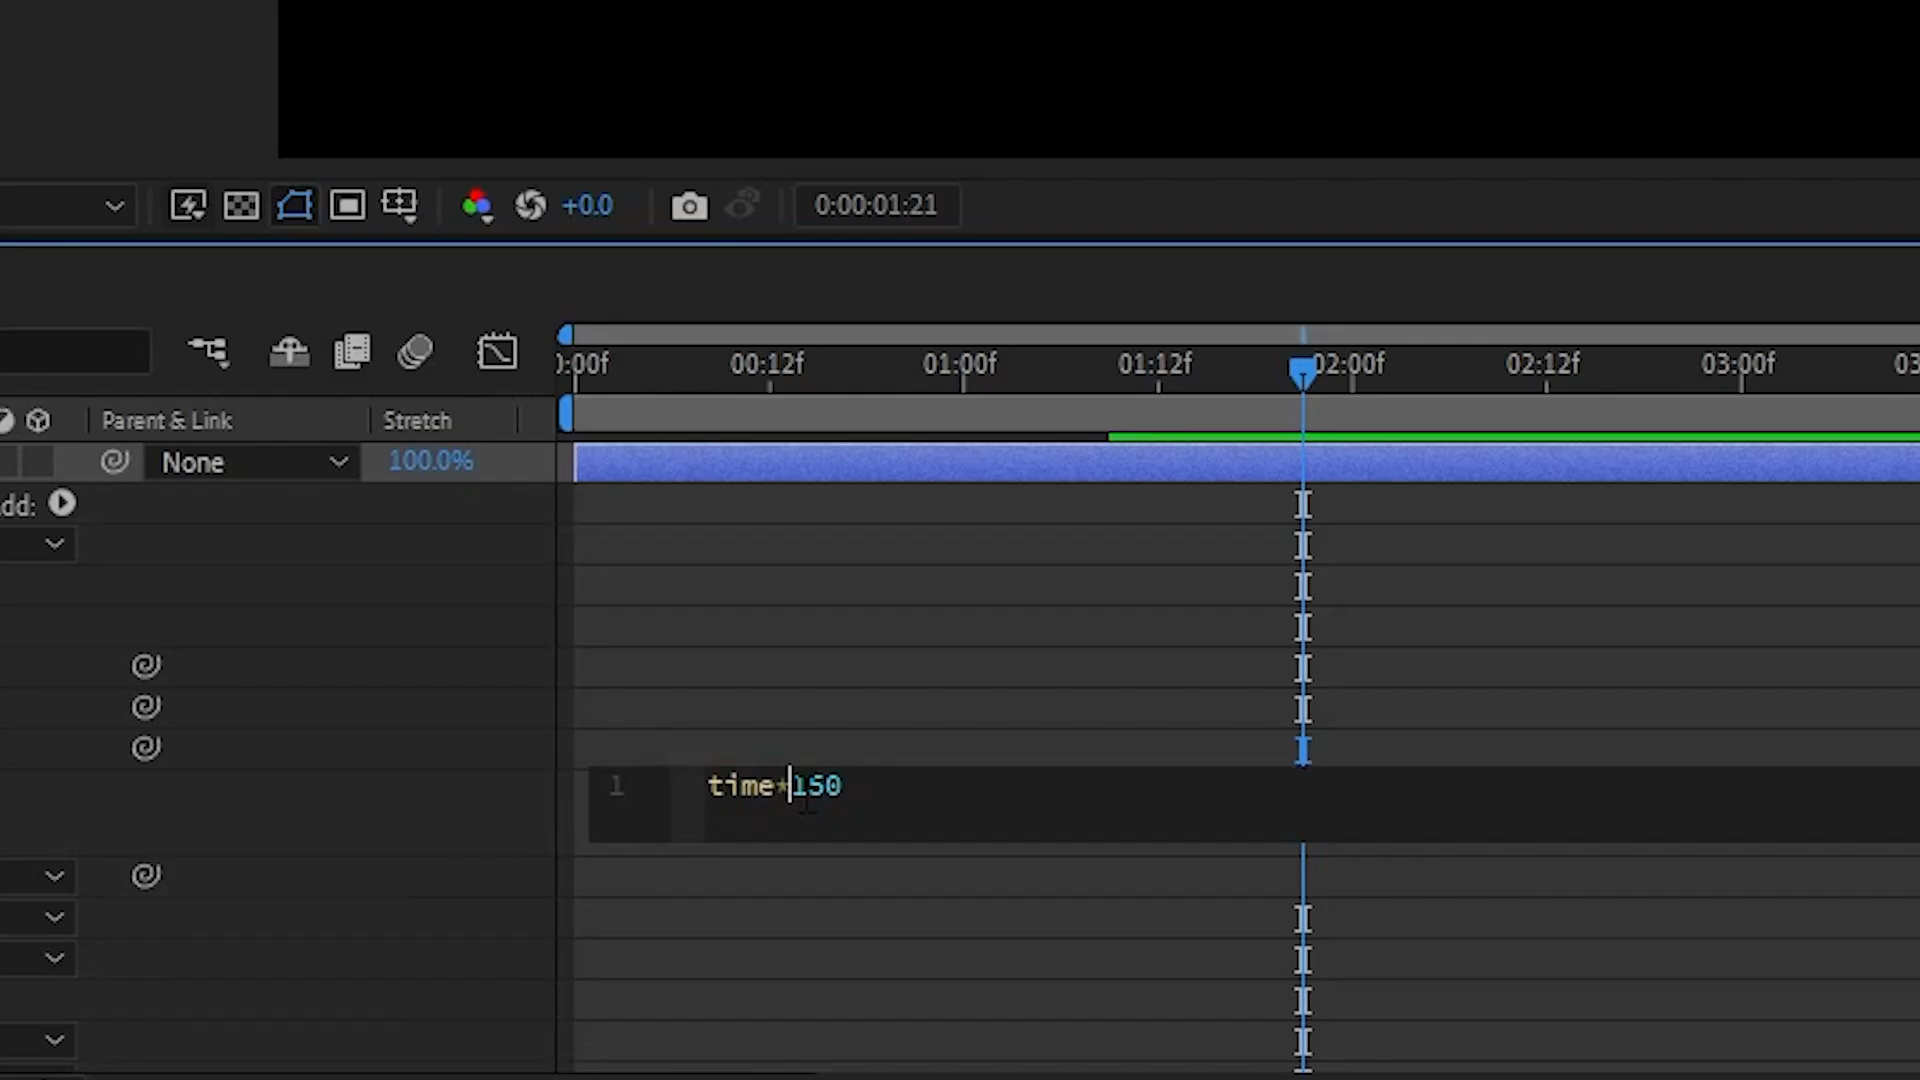 +0.0
0:00:01:21
0:00f 00:12f 01:00f 01:12f 02:00f 02:12f 03:00f 03
Parent & Link Stretch
None 100.0%
dd:
1 time*150